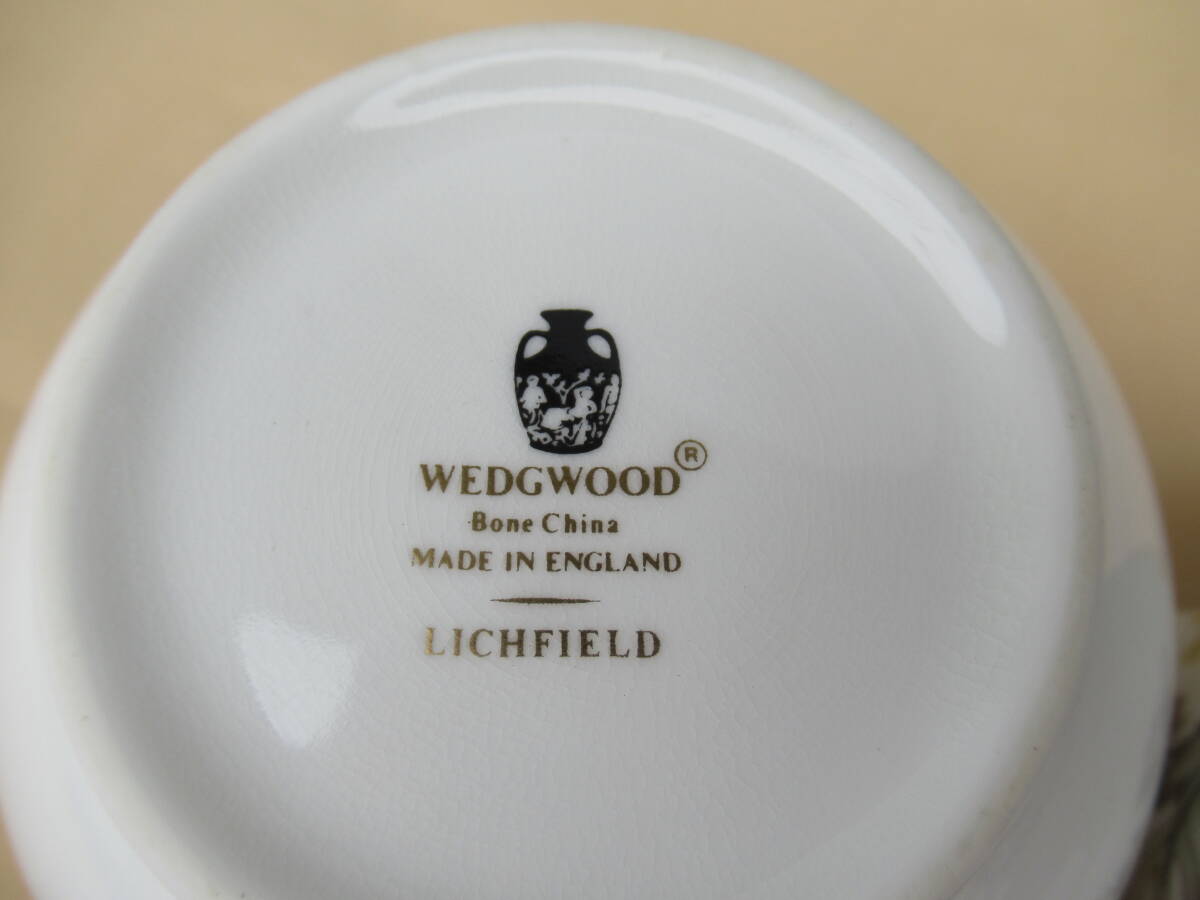 WEDGWOOD®
Bone China
MADE IN ENGLAND
LICHFIELD